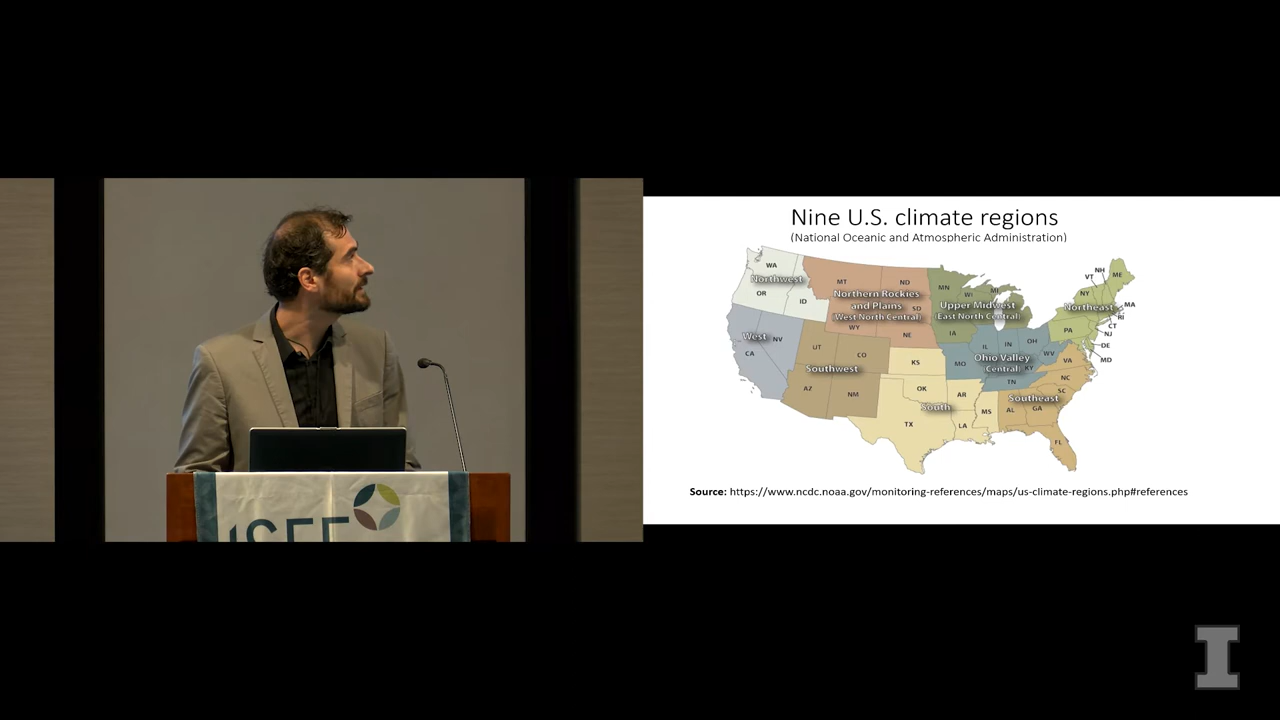 Nine U.S. climate regions
(National Oceanic and Atmospheric Administration)
WA
Northwest
OR
ID
MT
ND
Northern Rockies
and Plains
SD
(West North Central)
WY
NE
MN
WI
MI
Upper Midwest
(East North Central)
IA
VT
NH
ME
NY
MA
Northeast
RI
CT
PA
NJ
DE
MD
West
NV
CA
UT
CO
Southwest
AZ
NM
KS
OK
AR
South
MS
TX
LA
IL
IN
OH
WV
Ohio Valley
MO
(Central)
KY
TN
VA
NC
SC
Southeast
AL
GA
FL
Source: https://www.ncdc.noaa.gov/monitoring-references/maps/us-climate-regions.php#references
ISEE
I